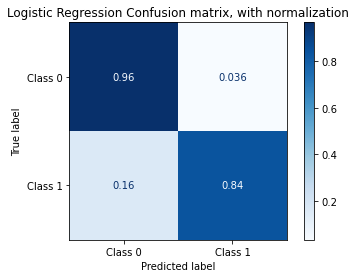 Logistic Regression Confusion matrix, with normalization
Class 0
0.96
0.036
0.8
0.6
True label
0.4
Class 1
0.16
0.84
0.2
Class 0
Class 1
Predicted label